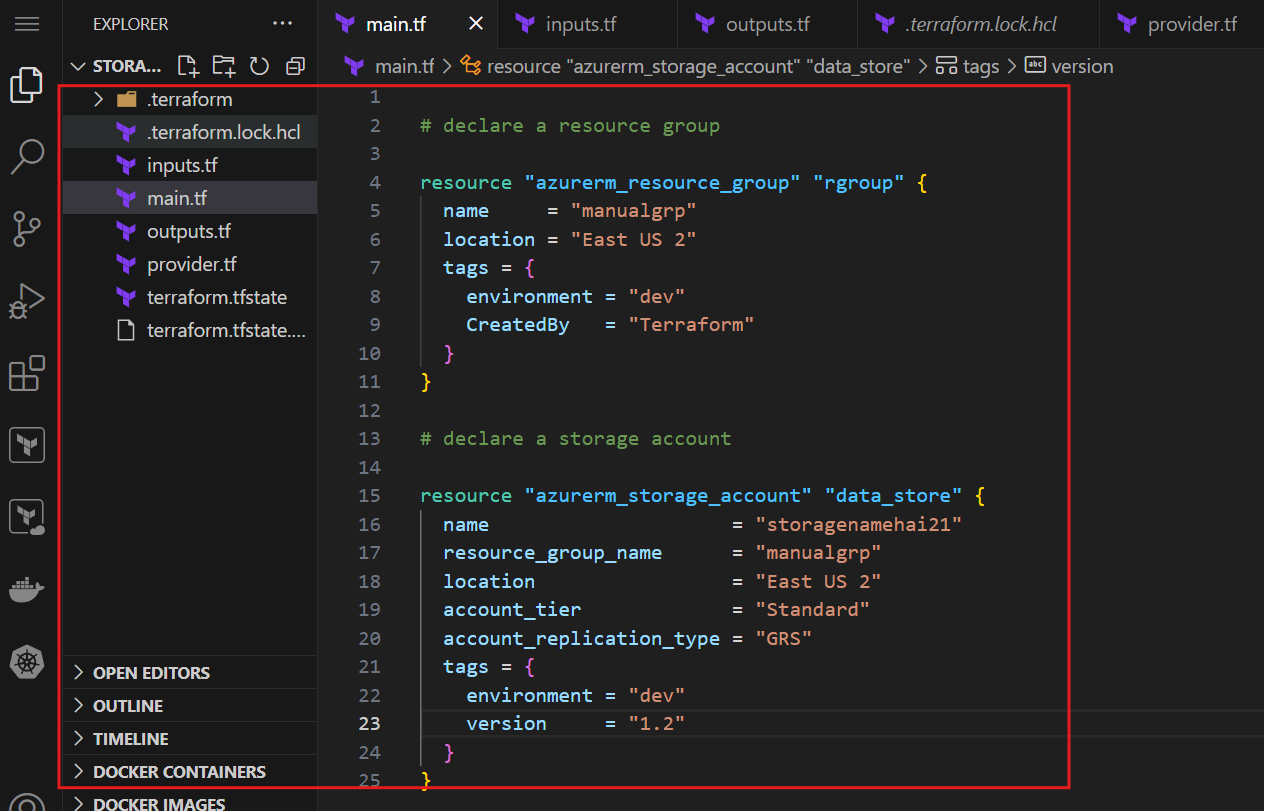 EXPLORER
STORA...
.terraform
.terraform.lock.hcl
inputs.tf
main.tf
outputs.tf
provider.tf
terraform.tfstate
terraform.tfstate....
OPEN EDITORS
OUTLINE
TIMELINE
DOCKER CONTAINERS
DOCKER IMAGES
main.tf inputs.tf outputs.tf .terraform.lock.hcl provider.tf
main.tf > resource "azurerm_storage_account" "data_store" > tags > abc version
1
2 # declare a resource group
3
4 resource "azurerm_resource_group" "rgroup" {
5   name     = "manualgrp"
6   location = "East US 2"
7   tags = {
8     environment = "dev"
9     CreatedBy   = "Terraform"
10   }
11 }
12
13 # declare a storage account
14
15 resource "azurerm_storage_account" "data_store" {
16   name                     = "storagenamehai21"
17   resource_group_name      = "manualgrp"
18   location                 = "East US 2"
19   account_tier             = "Standard"
20   account_replication_type = "GRS"
21   tags = {
22     environment = "dev"
23     version     = "1.2"
24   }
25 }